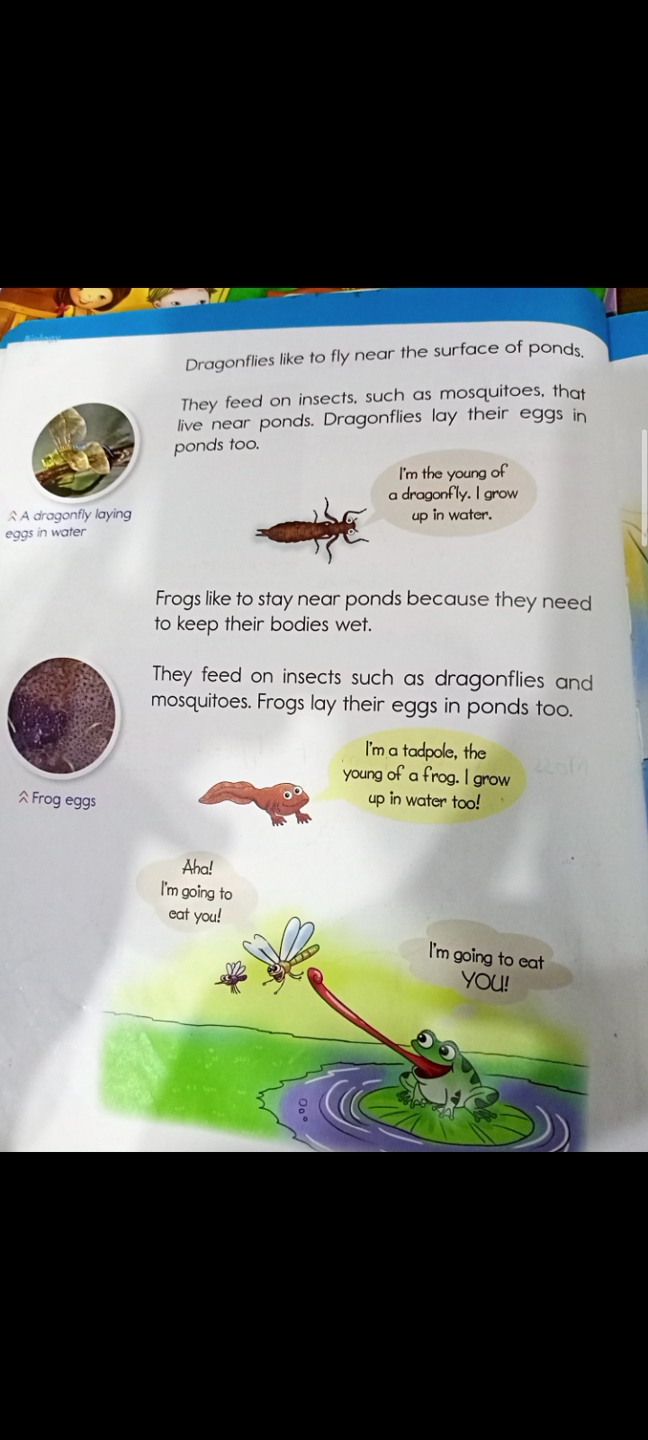 Biology
Dragonflies like to fly near the surface of ponds.
They feed on insects, such as mosquitoes, that
live near ponds. Dragonflies lay their eggs in
ponds too.
A dragonfly laying
eggs in water
I'm the young of
a dragonfly. I grow
up in water.
Frogs like to stay near ponds because they need
to keep their bodies wet.
They feed on insects such as dragonflies and
mosquitoes. Frogs lay their eggs in ponds too.
Frog eggs
I'm a tadpole, the
young of a frog. I grow
up in water too!
Aha!
I'm going to
eat you!
I'm going to eat
YOU!